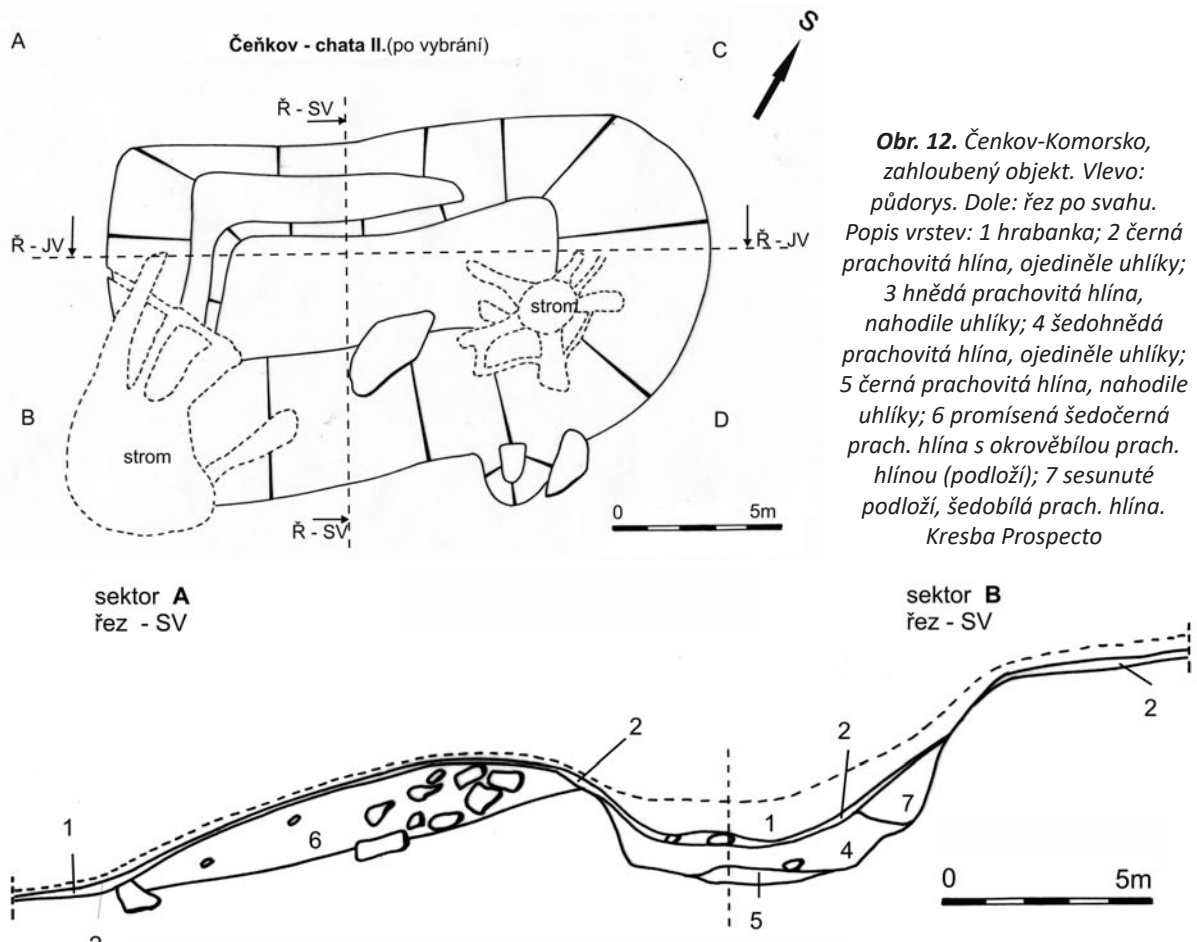 A
Čeňkov - chata II.(po vybrání)
C
S
Ř - SV
Ř - JV
Ř - JV
strom
strom
B
D
Ř - SV
0 5m
Obr. 12. Čenkov-Komorsko,
zahloubený objekt. Vlevo:
půdorys. Dole: řez po svahu.
Popis vrstev: 1 hrabanka; 2 černá
prachovitá hlína, ojediněle uhlíky;
3 hnědá prachovitá hlína,
nahodile uhlíky; 4 šedohnědá
prachovitá hlína, ojediněle uhlíky;
5 černá prachovitá hlína, nahodile
uhlíky; 6 promísená šedočerná
prach. hlína s okrověbílou prach.
hlínou (podloží); 7 sesunuté
podloží, šedobílá prach. hlína.
Kresba Prospecto
sektor A
řez - SV
sektor B
řez - SV
2
2
2
1
6
1
4
7
5
0 5m